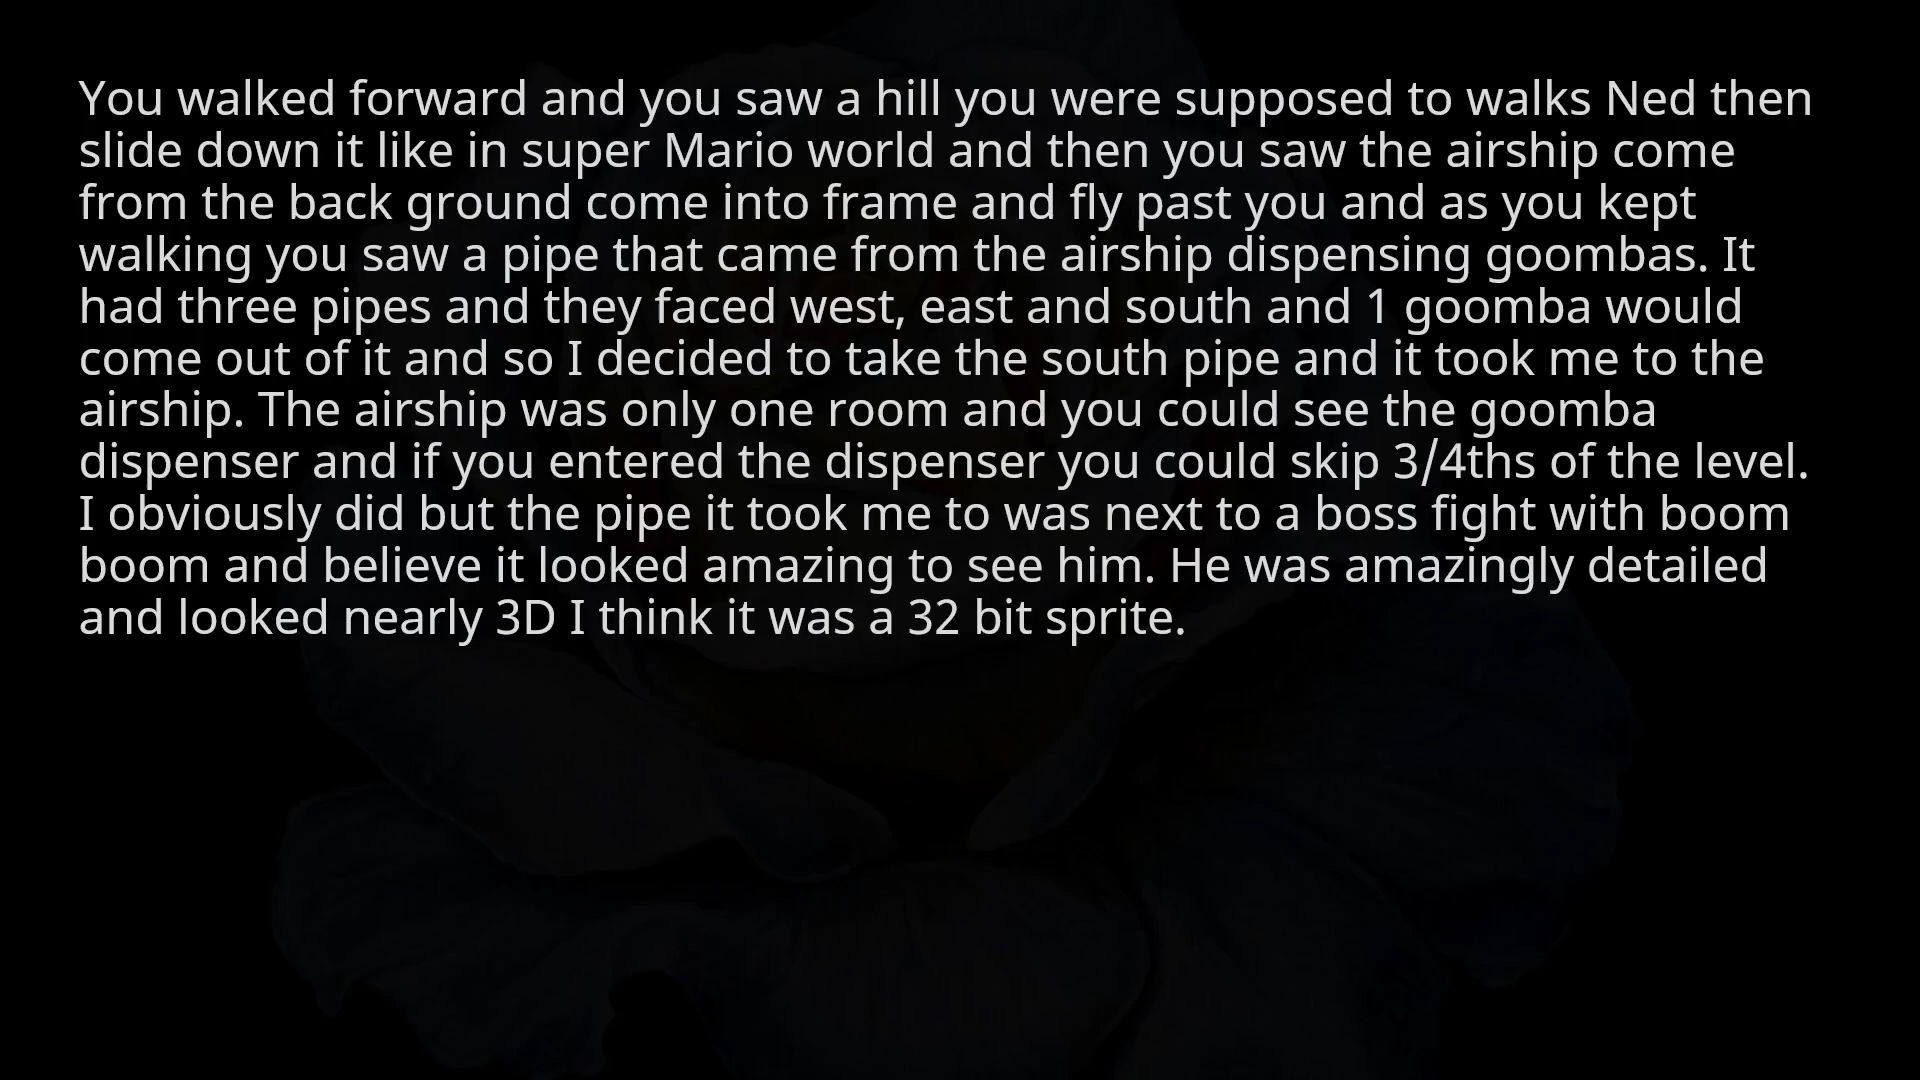 You walked forward and you saw a hill you were supposed to walks Ned then
slide down it like in super Mario world and then you saw the airship come
from the back ground come into frame and fly past you and as you kept
walking you saw a pipe that came from the airship dispensing goombas. It
had three pipes and they faced west, east and south and 1 goomba would
come out of it and so I decided to take the south pipe and it took me to the
airship. The airship was only one room and you could see the goomba
dispenser and if you entered the dispenser you could skip 3/4ths of the level.
I obviously did but the pipe it took me to was next to a boss fight with boom
boom and believe it looked amazing to see him. He was amazingly detailed
and looked nearly 3D I think it was a 32 bit sprite.